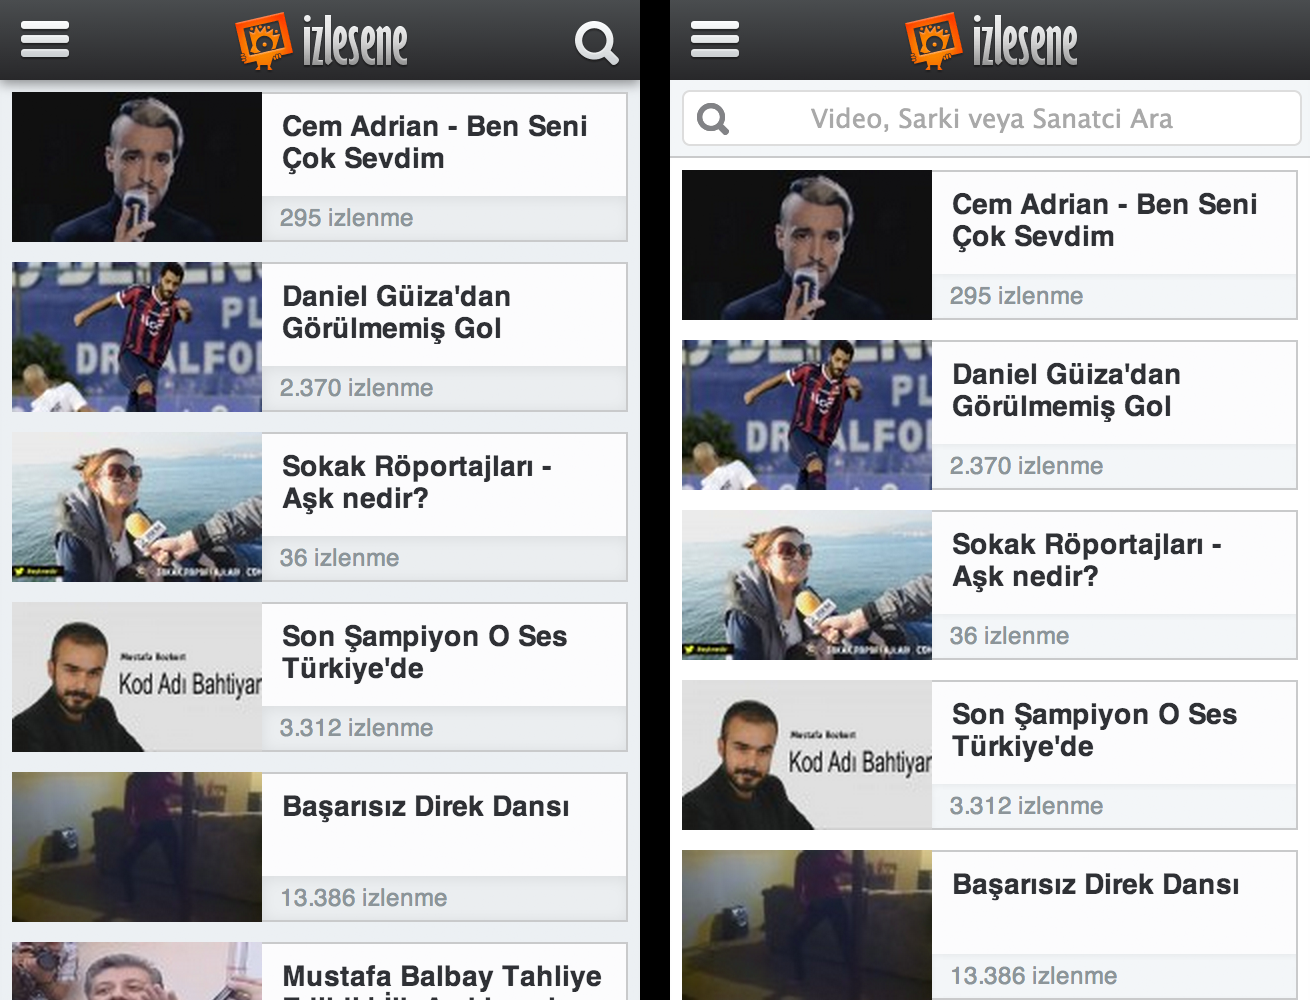 izlesene
Cem Adrian - Ben Seni
Çok Sevdim
295 izlenme
PL
Daniel Güiza'dan
Görülmemiş Gol
2.370 izlenme
Sokak Röportajları -
Aşk nedir?
36 izlenme
Mustafa Bozkurt
Kod Adı Bahtiyar
Son Şampiyon O Ses
Türkiye'de
3.312 izlenme
Başarısız Direk Dansı
13.386 izlenme
Mustafa Balbay Tahliye
izlesene
Video, Sarki veya Sanatci Ara
Cem Adrian - Ben Seni
Çok Sevdim
295 izlenme
PL
Daniel Güiza'dan
Görülmemiş Gol
2.370 izlenme
Sokak Röportajları -
Aşk nedir?
36 izlenme
Mustafa Bozkurt
Kod Adı Bahtiyar
Son Şampiyon O Ses
Türkiye'de
3.312 izlenme
Başarısız Direk Dansı
13.386 izlenme